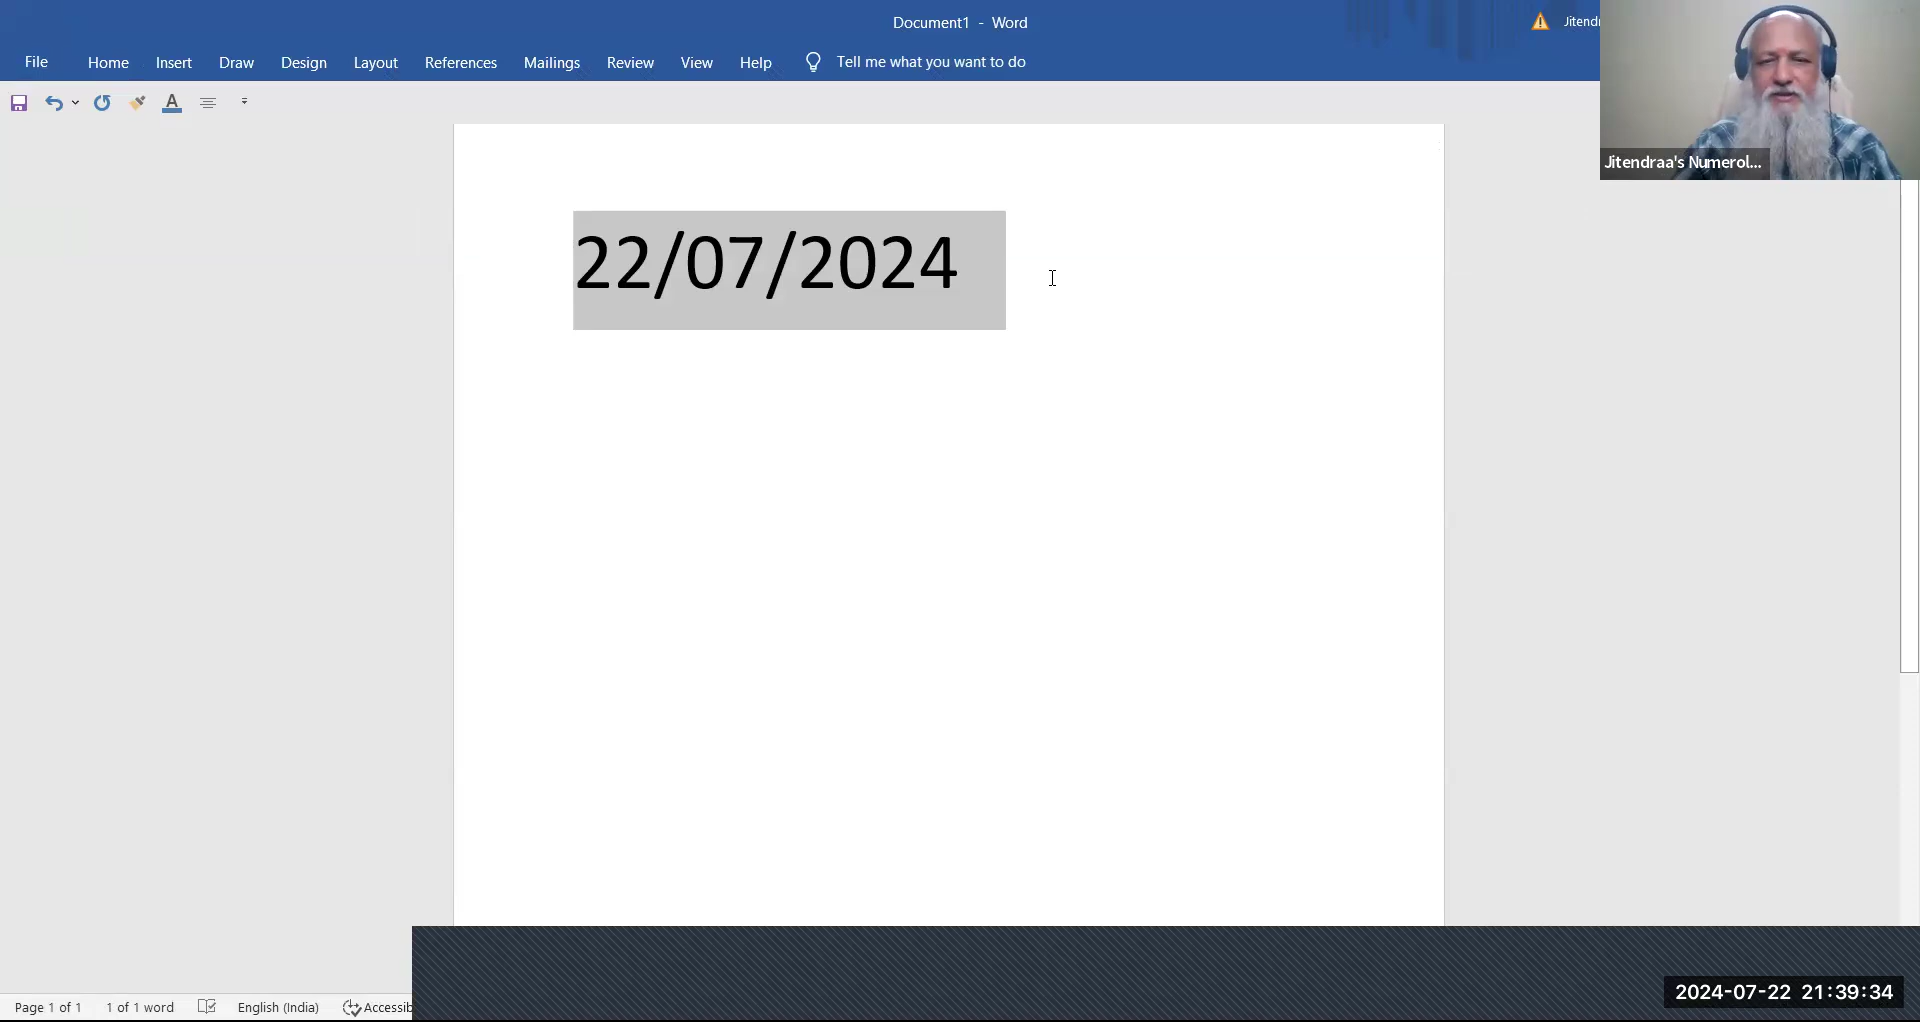 Document1 - Word
Jitendr
File Home Insert Draw Design Layout References Mailings Review View Help Tell me what you want to do
Jitendraa's Numerol...
22/07/2024
2024-07-22 21:39:34
Page 1 of 1 1 of 1 word English (India) Accessib